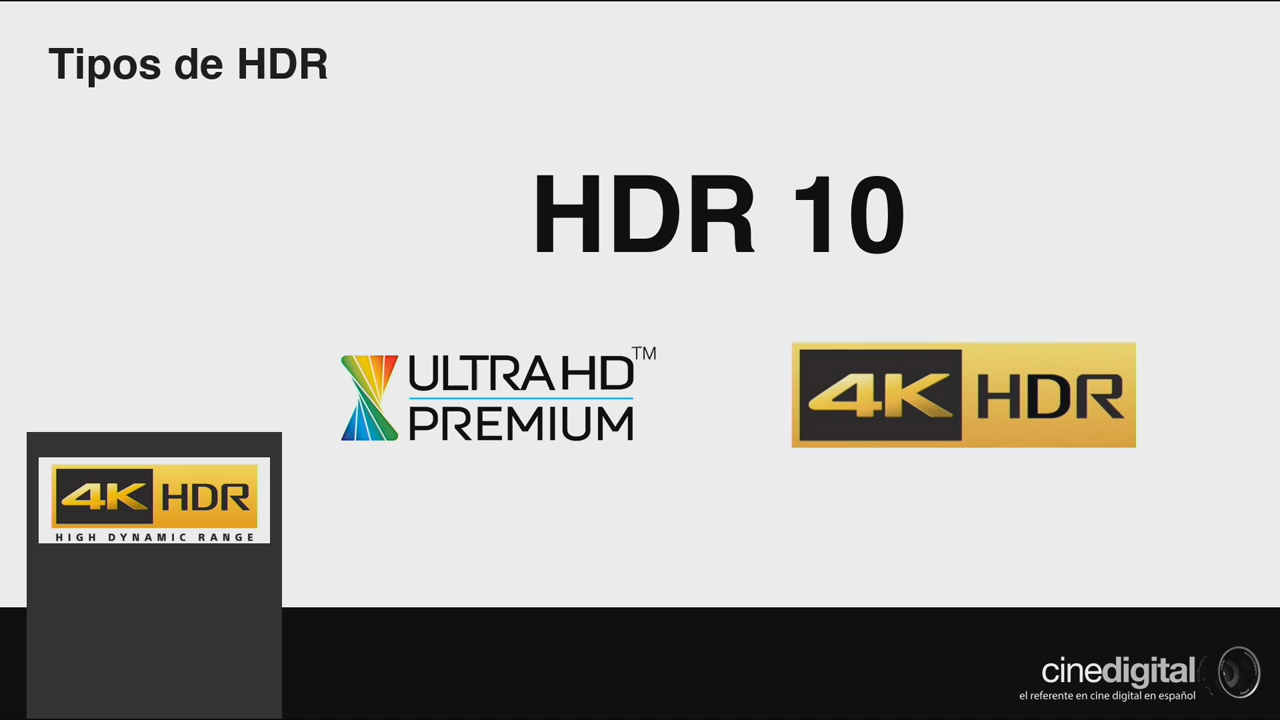 Tipos de HDR
HDR 10
ULTRA HD™
PREMIUM
4K HDR
4K HDR
HIGH DYNAMIC RANGE
cinedigital
el referente en cine digital en español